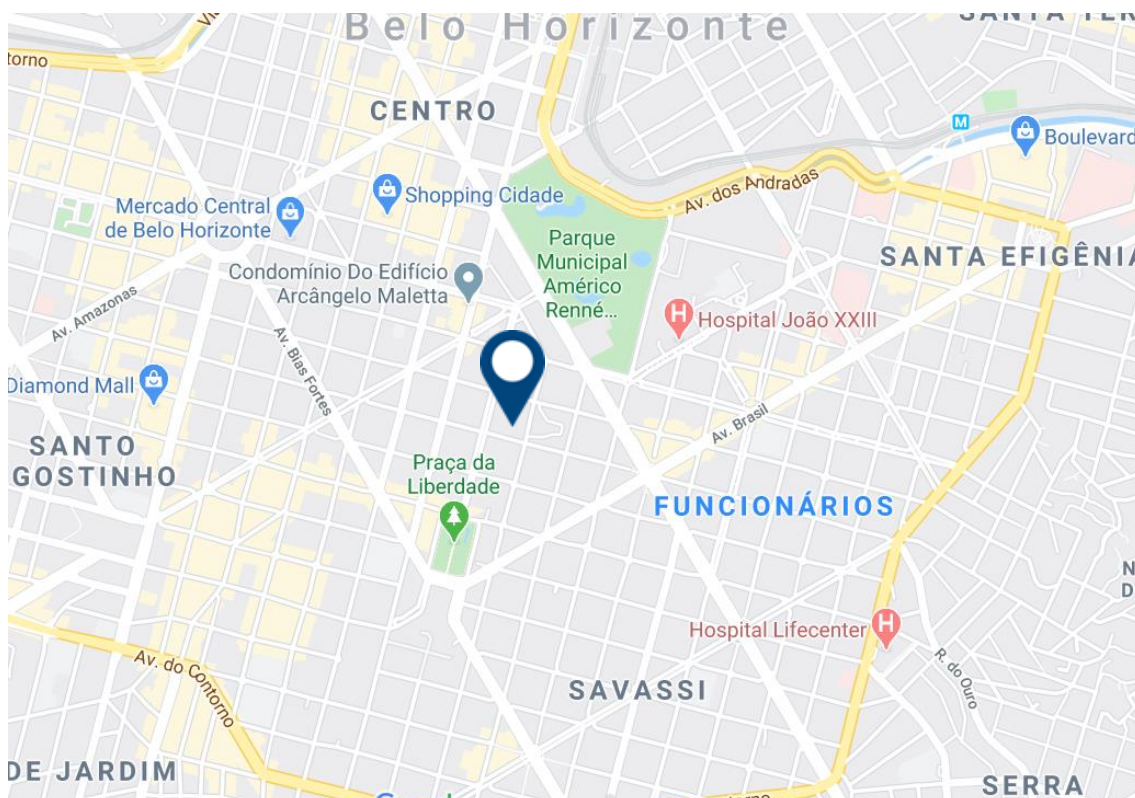 Belo Horizonte
CENTRO
Boulevard
Shopping Cidade
Av. dos Andradas
Mercado Central
de Belo Horizonte
Parque
Municipal
Américo
Renné...
SANTA EFIGÊNIA
Condomínio Do Edifício
Arcângelo Maletta
Av. Amazonas
Hospital João XXIII
Av. Bias Fortes
Diamond Mall
Av. Brasil
SANTO
GOSTINHO
Praça da
Liberdade
FUNCIONÁRIOS
Hospital Lifecenter
R. do Ouro
Av. do Contorno
SAVASSI
DE JARDIM
SERRA